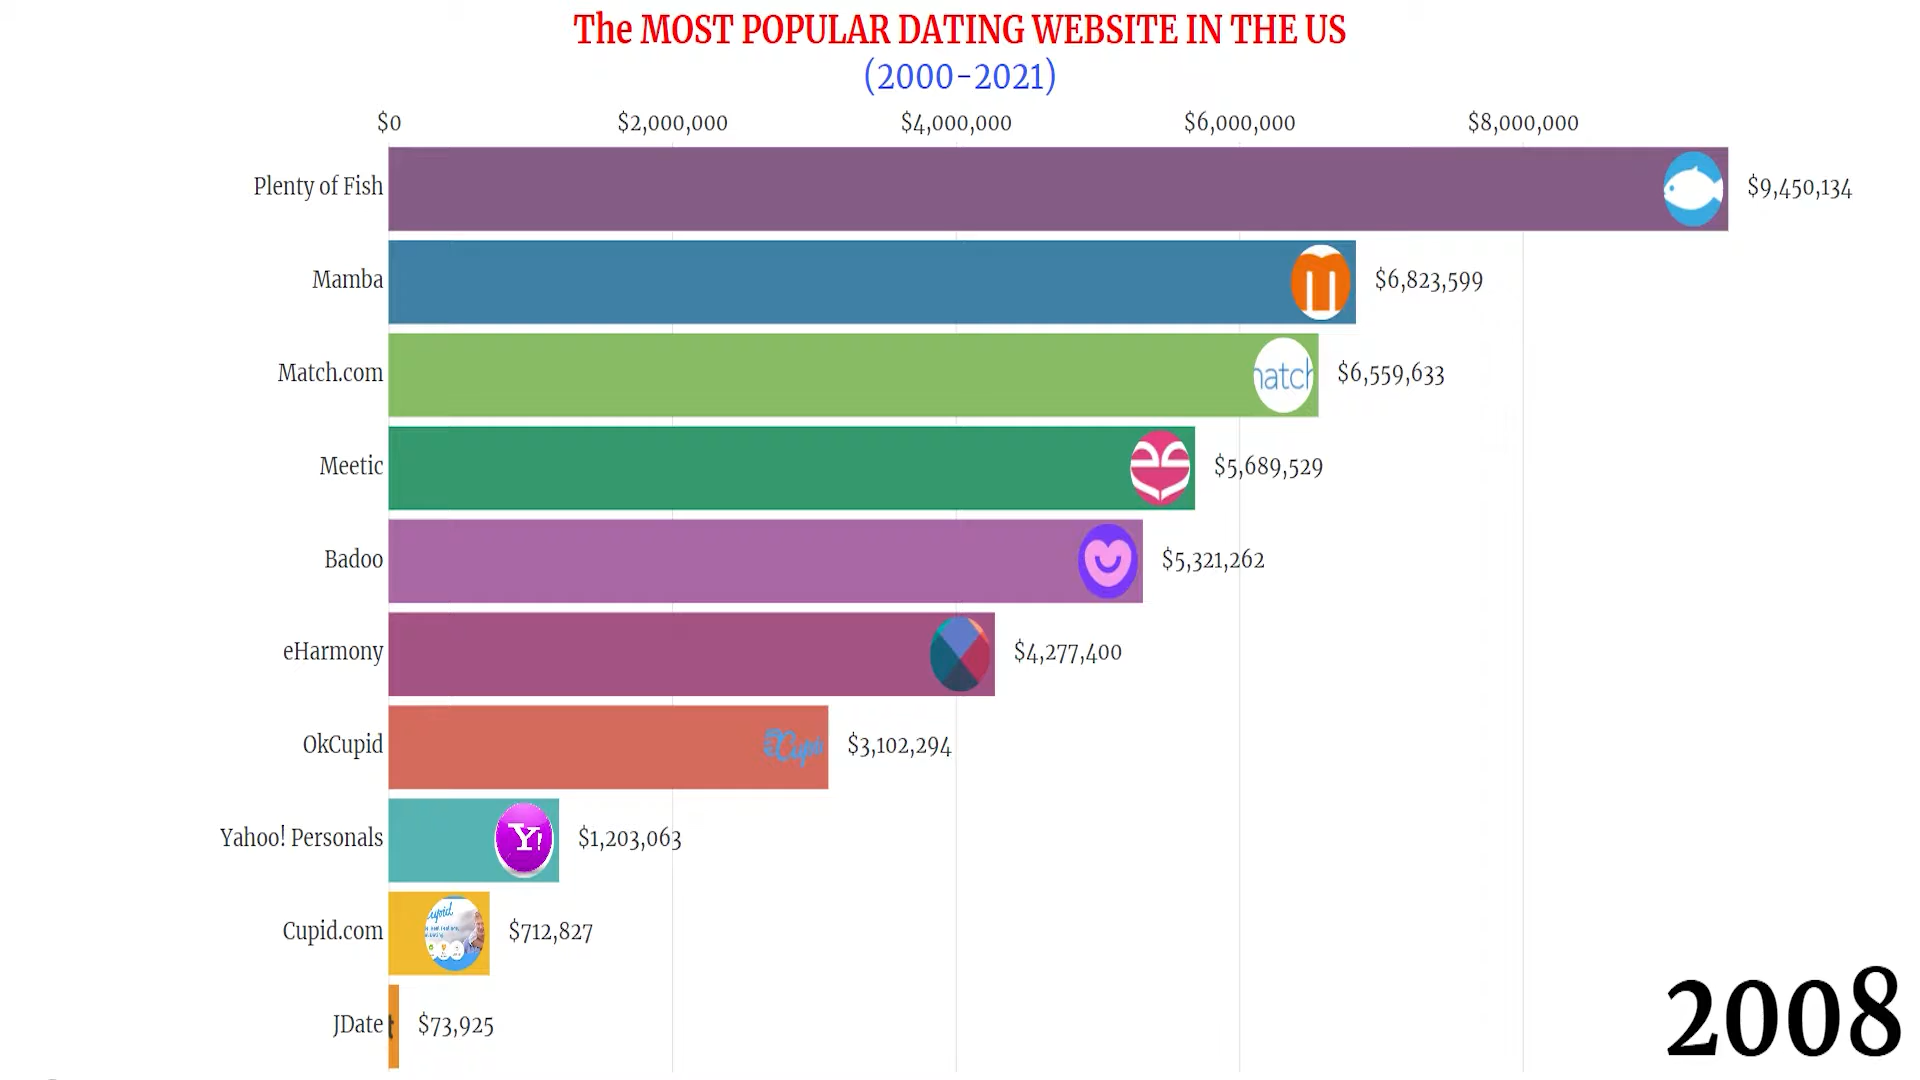 The MOST POPULAR DATING WEBSITE IN THE US
(2000-2021)
$0 $2,000,000 $4,000,000 $6,000,000 $8,000,000
Plenty of Fish $9,450,134
Mamba $6,823,599
Match.com natch $6,559,633
Meetic $5,689,529
Badoo $5,321,262
eHarmony $4,277,400
OkCupid $3,102,294
Yahoo! Personals Y! $1,203,063
Cupid.com cupid $712,827
JDate t $73,925
2008